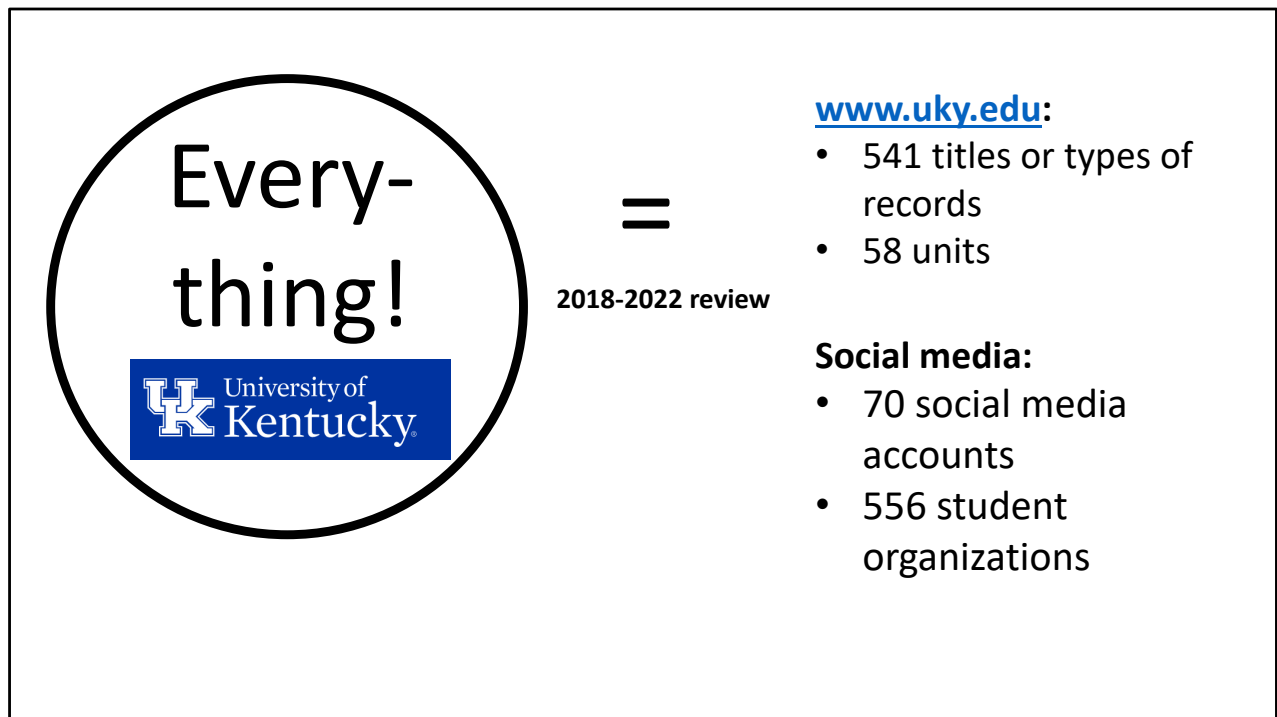 Every-
thing!
UK University of
Kentucky®
=
2018-2022 review
www.uky.edu:
• 541 titles or types of
records
• 58 units
Social media:
• 70 social media
accounts
• 556 student
organizations